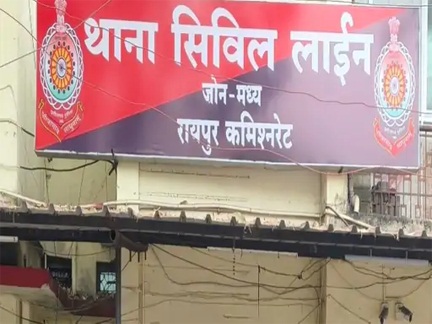 थाना सिविल लाईन
जोन-मध्य
रायपुर कमिश्नरेट